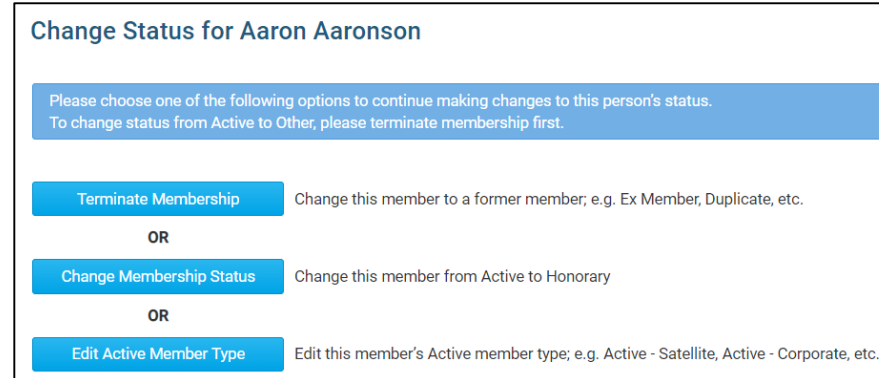 Change Status for Aaron Aaronson
Please choose one of the following options to continue making changes to this person's status.
To change status from Active to Other, please terminate membership first.
Terminate Membership Change this member to a former member; e.g. Ex Member, Duplicate, etc.
OR
Change Membership Status Change this member from Active to Honorary
OR
Edit Active Member Type Edit this member's Active member type; e.g. Active - Satellite, Active - Corporate, etc.